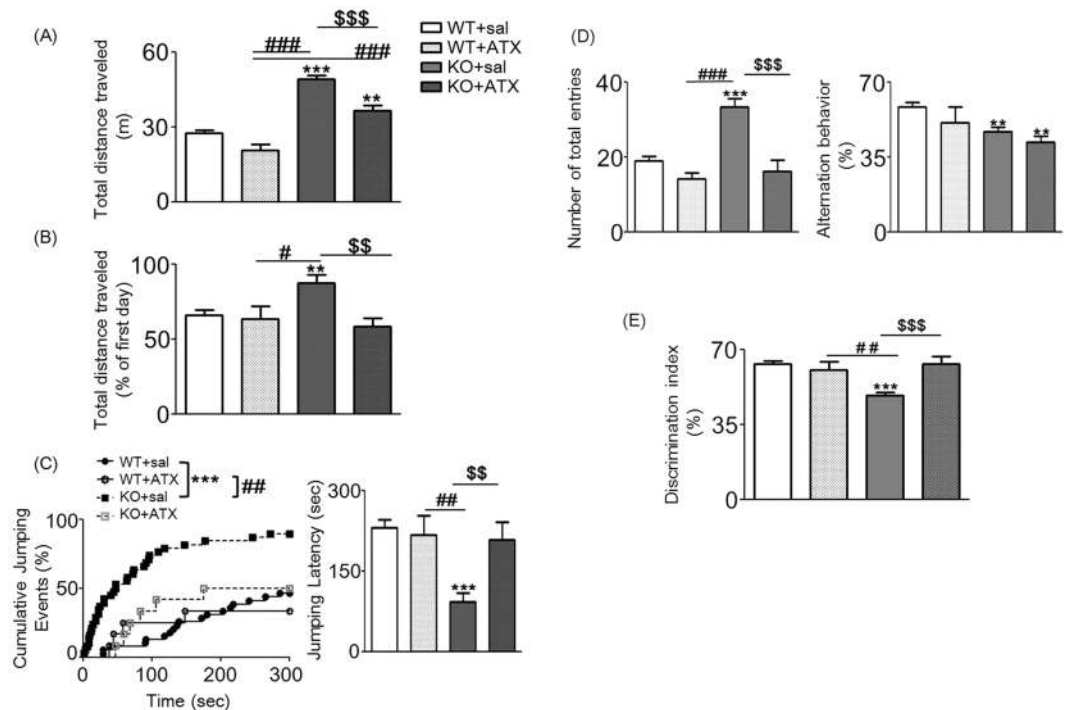 (A)
$$$
###
###
***
**
Total distance traveled
(m)
60
30
0
WT+sal
WT+ATX
KO+sal
KO+ATX
(B)
#
$$
**
Total distance traveled
(% of first day)
100
50
0
(C)
WT+sal
WT+ATX
KO+sal
KO+ATX
***
##
Cumulative Jumping
Events (%)
100
50
0
0 100 200 300
Time (sec)
Jumping Latency (sec)
300
150
0
##
$$
***
(D)
Number of total entries
40
20
0
###
$$$
***
Alternation behavior
(%)
70
35
0
**
**
(E)
Discrimination index
(%)
70
35
0
##
$$$
***